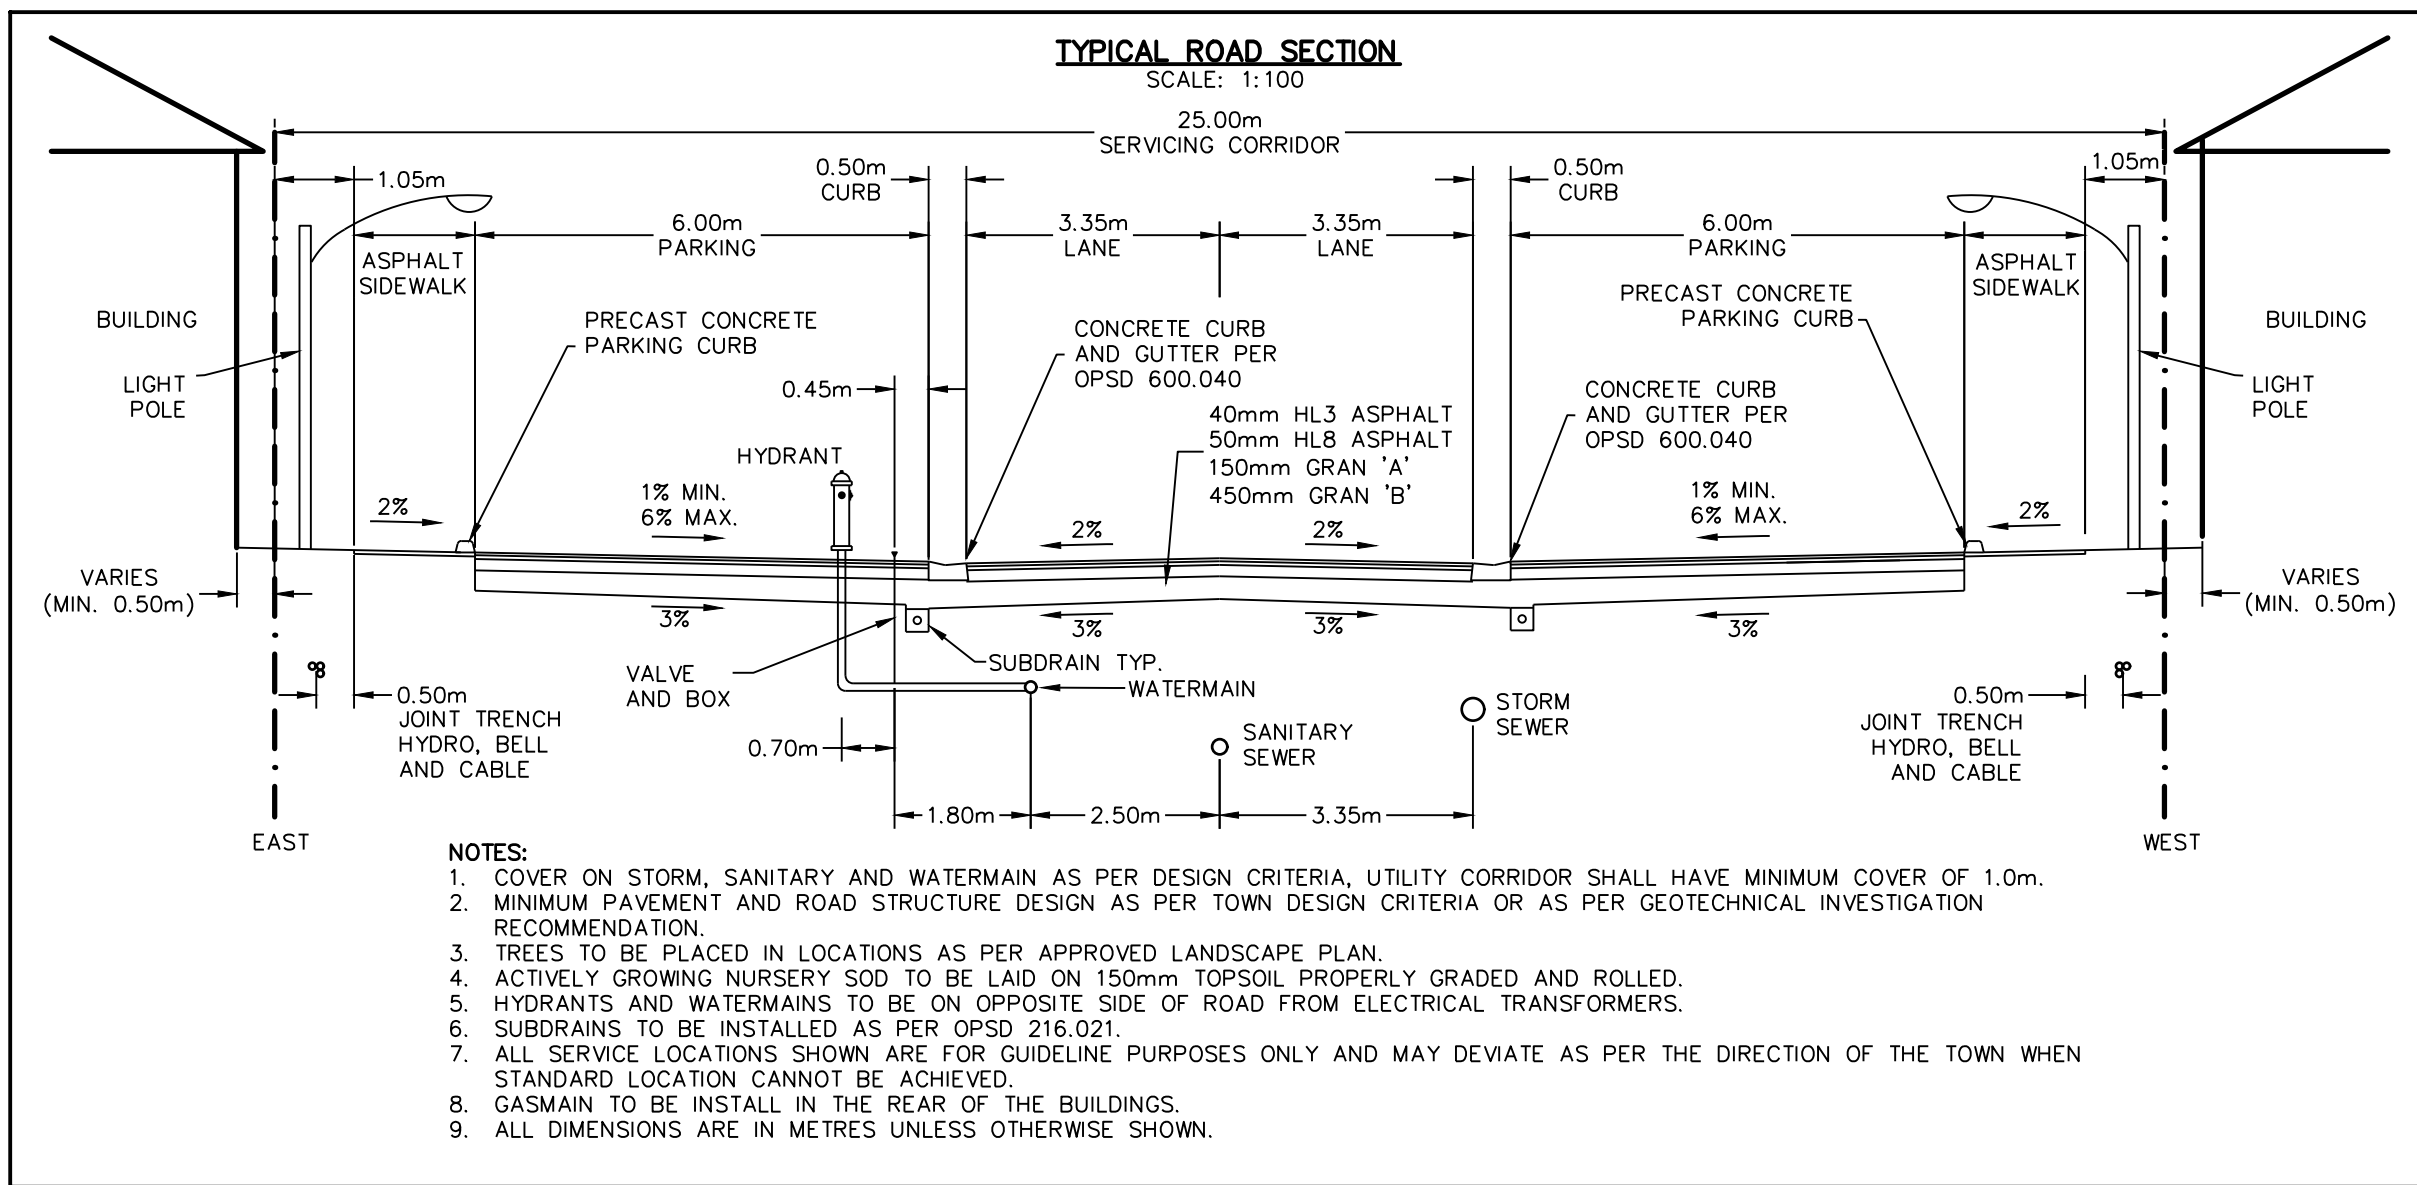 TYPICAL ROAD SECTION
SCALE: 1:100
25.00m
SERVICING CORRIDOR
1.05m
0.50m
CURB
0.50m
CURB
1.05m
6.00m
PARKING
3.35m
LANE
3.35m
LANE
6.00m
PARKING
ASPHALT
SIDEWALK
ASPHALT
SIDEWALK
BUILDING
PRECAST CONCRETE
PARKING CURB
CONCRETE CURB
AND GUTTER PER
OPSD 600.040
PRECAST CONCRETE
PARKING CURB
BUILDING
LIGHT
POLE
0.45m
40mm HL3 ASPHALT
50mm HL8 ASPHALT
150mm GRAN 'A'
450mm GRAN 'B'
CONCRETE CURB
AND GUTTER PER
OPSD 600.040
LIGHT
POLE
HYDRANT
2%
1% MIN.
6% MAX.
2%
2%
1% MIN.
6% MAX.
2%
VARIES
(MIN. 0.50m)
3%
3%
3%
3%
VARIES
(MIN. 0.50m)
0.50m
JOINT TRENCH
HYDRO, BELL
AND CABLE
VALVE
AND BOX
SUBDRAIN TYP.
WATERMAIN
0.70m
SANITARY
SEWER
STORM
SEWER
0.50m
JOINT TRENCH
HYDRO, BELL
AND CABLE
1.80m
2.50m
3.35m
EAST
WEST
NOTES:
1. COVER ON STORM, SANITARY AND WATERMAIN AS PER DESIGN CRITERIA, UTILITY CORRIDOR SHALL HAVE MINIMUM COVER OF 1.0m.
2. MINIMUM PAVEMENT AND ROAD STRUCTURE DESIGN AS PER TOWN DESIGN CRITERIA OR AS PER GEOTECHNICAL INVESTIGATION
RECOMMENDATION.
3. TREES TO BE PLACED IN LOCATIONS AS PER APPROVED LANDSCAPE PLAN.
4. ACTIVELY GROWING NURSERY SOD TO BE LAID ON 150mm TOPSOIL PROPERLY GRADED AND ROLLED.
5. HYDRANTS AND WATERMAINS TO BE ON OPPOSITE SIDE OF ROAD FROM ELECTRICAL TRANSFORMERS.
6. SUBDRAINS TO BE INSTALLED AS PER OPSD 216.021.
7. ALL SERVICE LOCATIONS SHOWN ARE FOR GUIDELINE PURPOSES ONLY AND MAY DEVIATE AS PER THE DIRECTION OF THE TOWN WHEN
STANDARD LOCATION CANNOT BE ACHIEVED.
8. GASMAIN TO BE INSTALL IN THE REAR OF THE BUILDINGS.
9. ALL DIMENSIONS ARE IN METRES UNLESS OTHERWISE SHOWN.